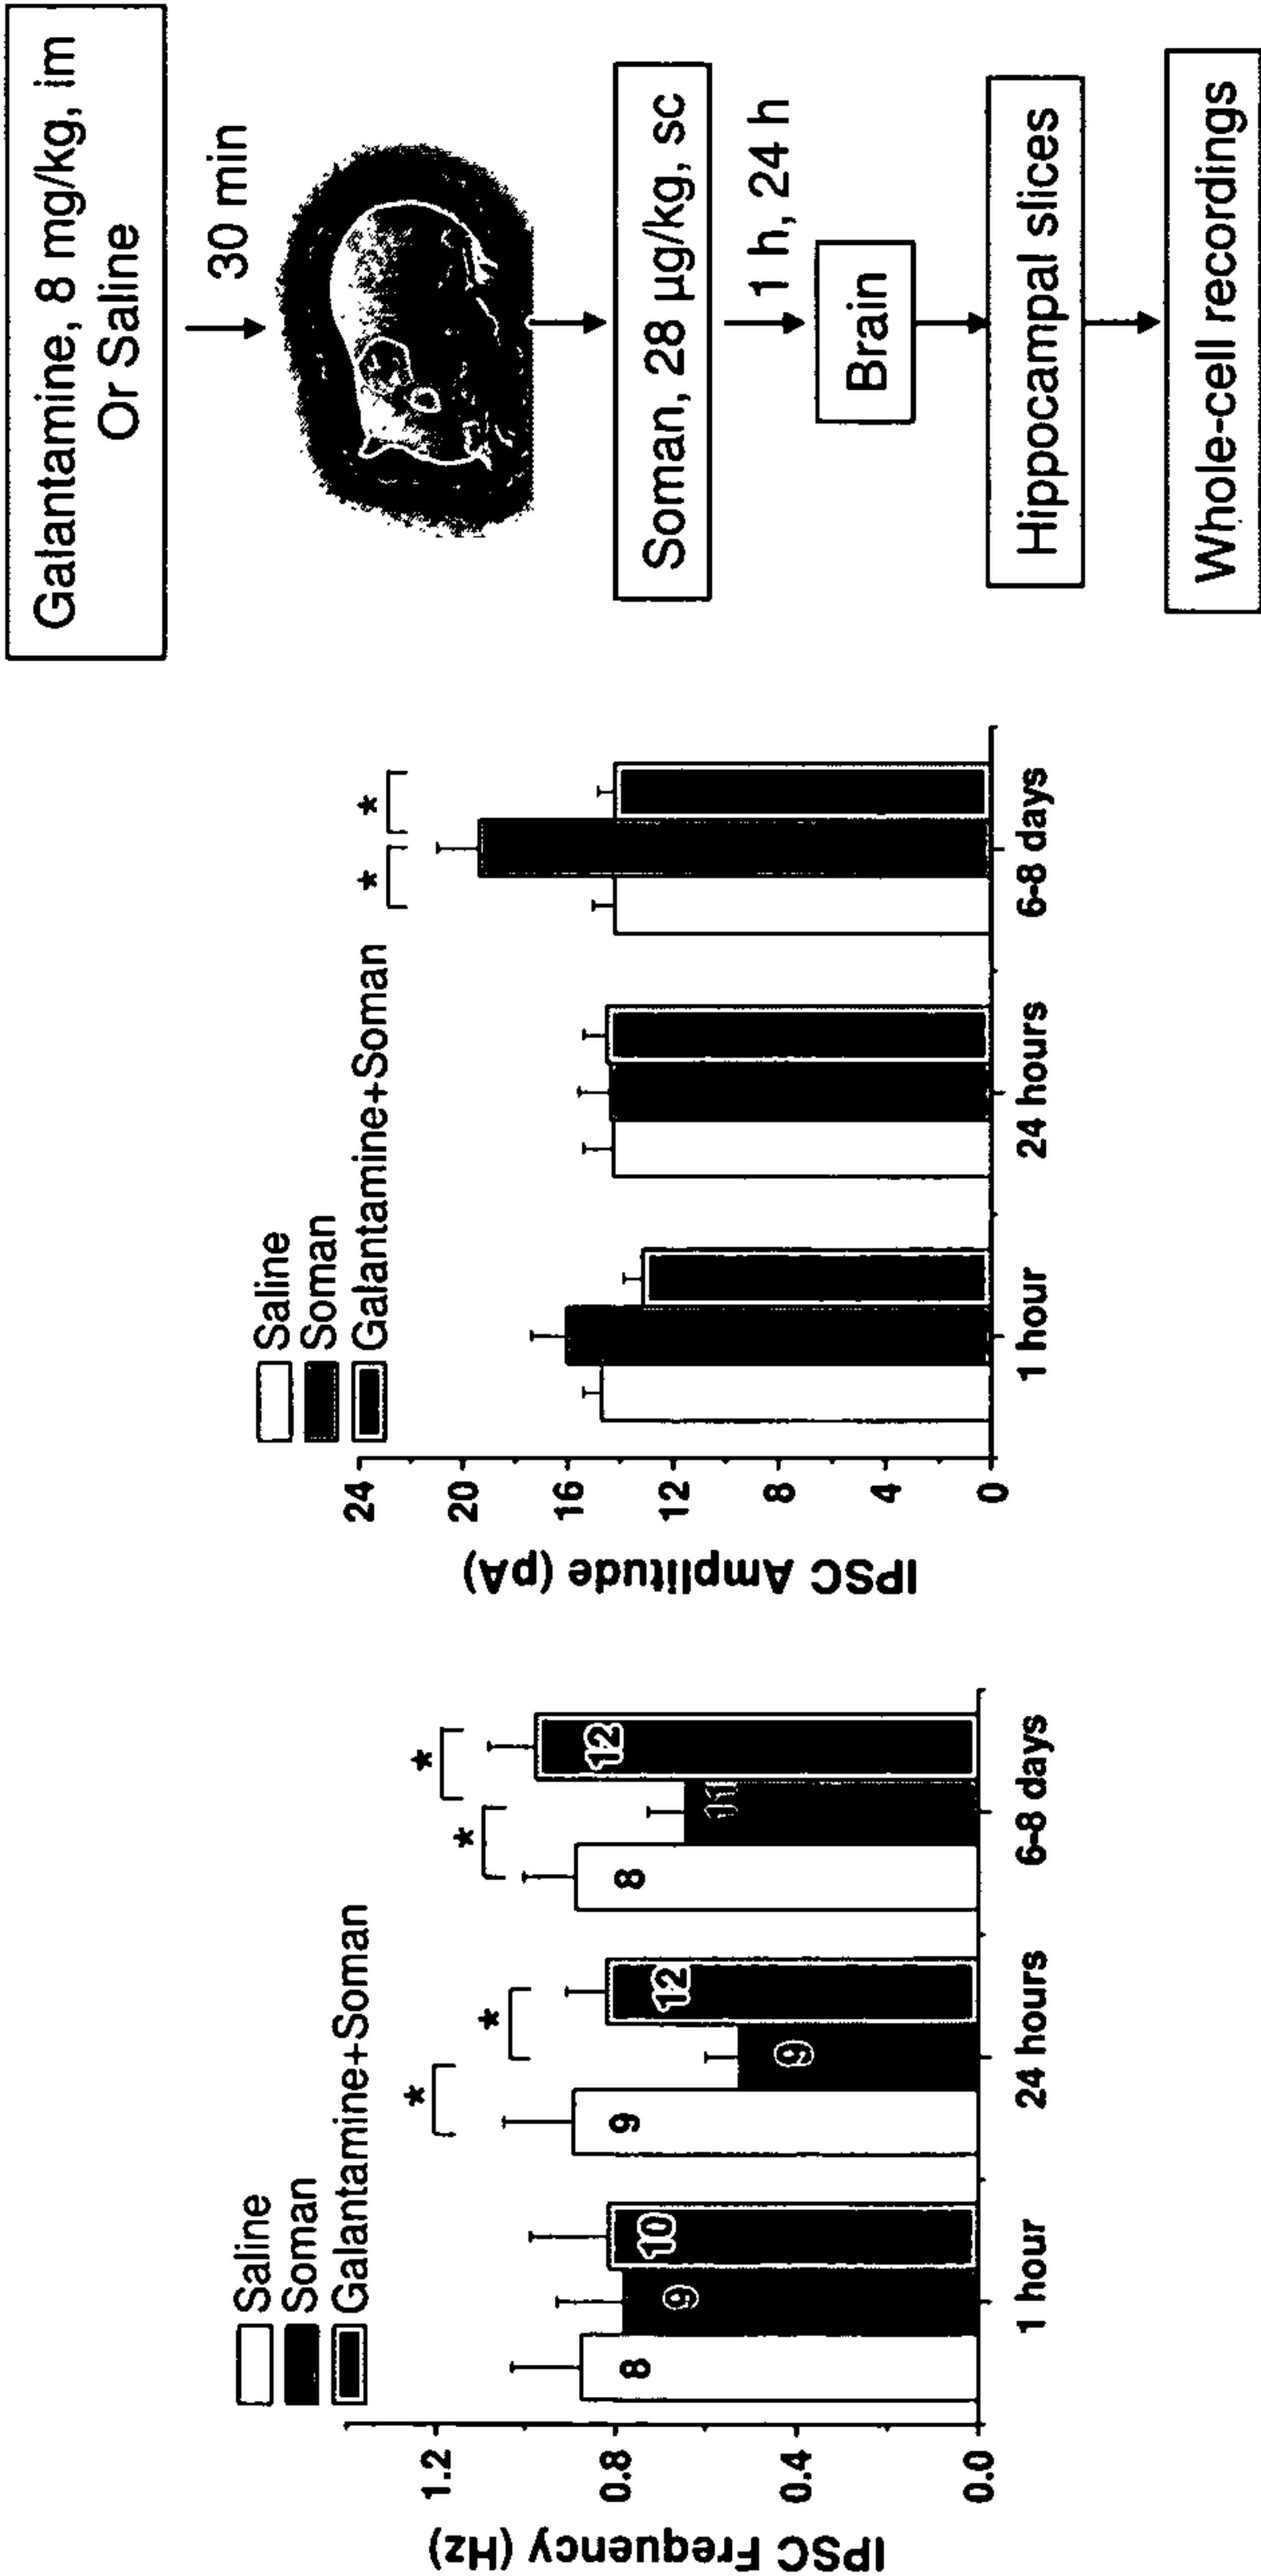 Saline
Soman
Galantamine+Soman
IPSC Frequency (Hz)
1.2
0.8
0.4
0.0
8
9
10
9
9
12
8
11
12
*
*
*
*
1 hour
24 hours
6-8 days
Saline
Soman
Galantamine+Soman
IPSC Amplitude (pA)
24
20
16
12
8
4
0
*
*
1 hour
24 hours
6-8 days
Galantamine, 8 mg/kg, im
Or Saline
30 min
Soman, 28 µg/kg, sc
1 h, 24 h
Brain
Hippocampal slices
Whole-cell recordings